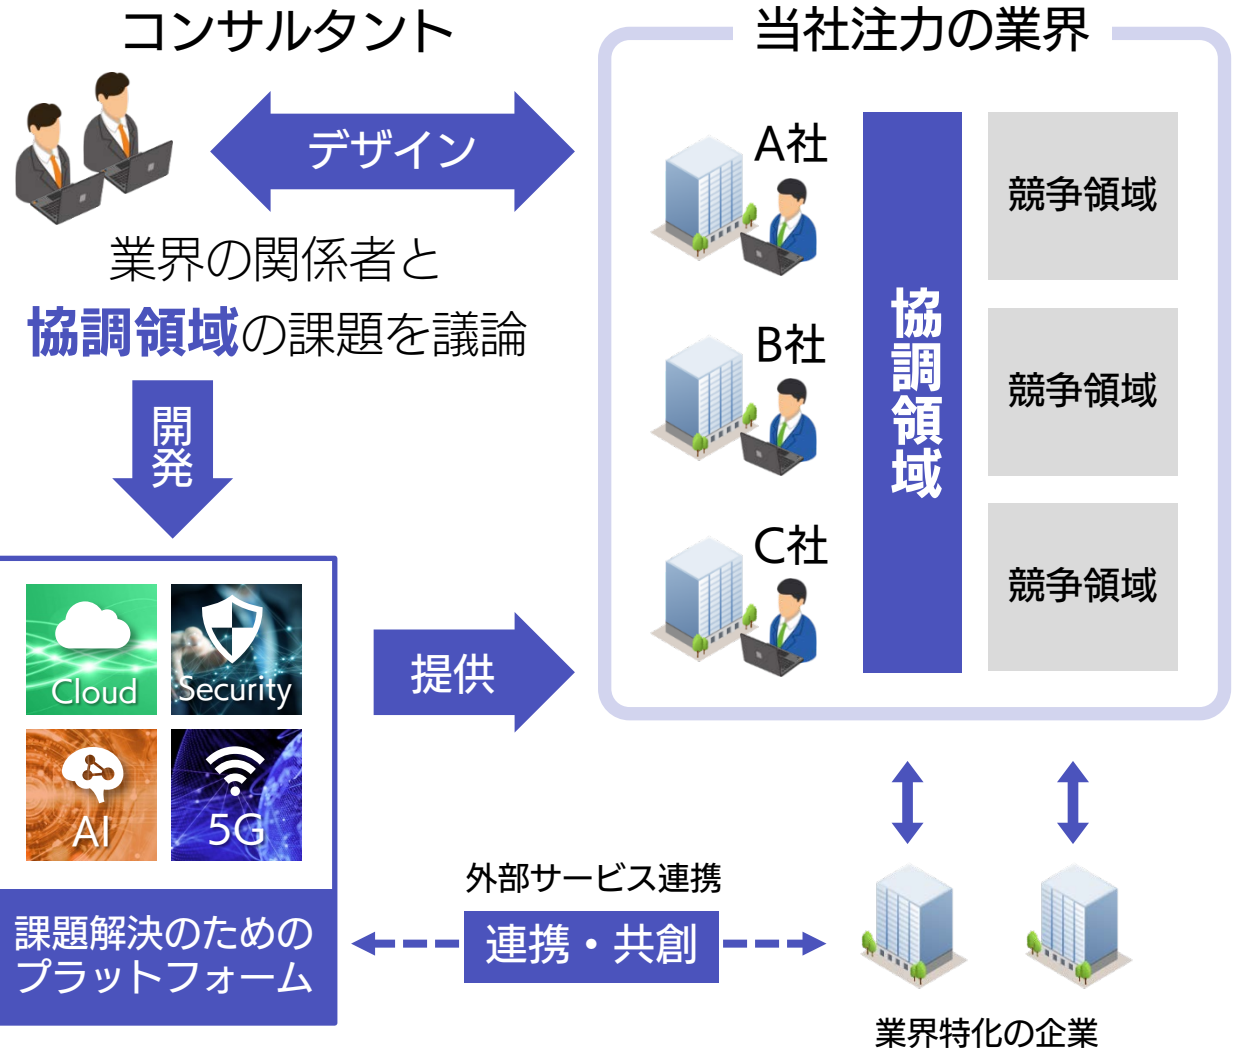 コンサルタント
デザイン
業界の関係者と
協調領域の課題を議論
開発
Cloud
Security
AI
5G
課題解決のための
プラットフォーム
提供
当社注力の業界
A社
B社
C社
協調領域
競争領域
競争領域
競争領域
外部サービス連携
連携・共創
業界特化の企業